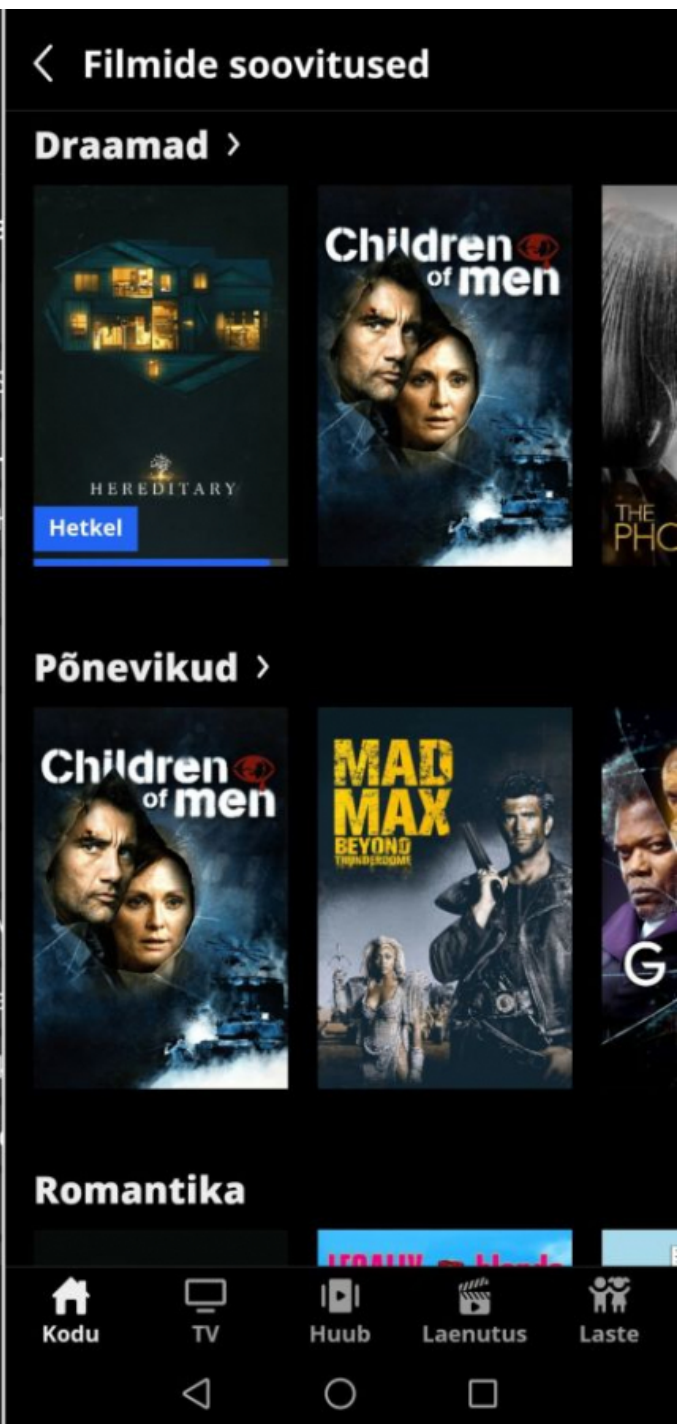 Filmide soovitused
Draamad
HEREDITARY
Hetkel
Children
of men
THE
Põnevikud
Children
of men
MAD
MAX
BEYOND
THUNDERDOME
G
Romantika
Kodu
TV
Huub
Laenutus
Laste